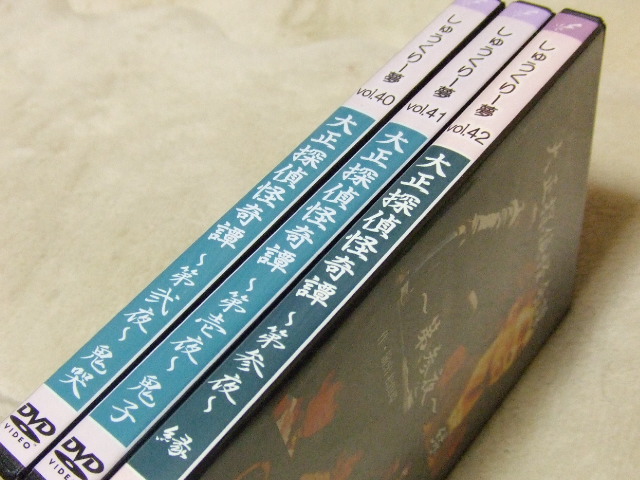 しゅうくりー夢
vol.40
大正探偵怪奇譚
～第弐夜～ 鬼哭
DVD
VIDEO
しゅうくりー夢
vol.41
大正探偵怪奇譚
～第壱夜～ 鬼子
DVD
VIDEO
しゅうくりー夢
vol.42
大正探偵怪奇譚
～第参夜～ 縁